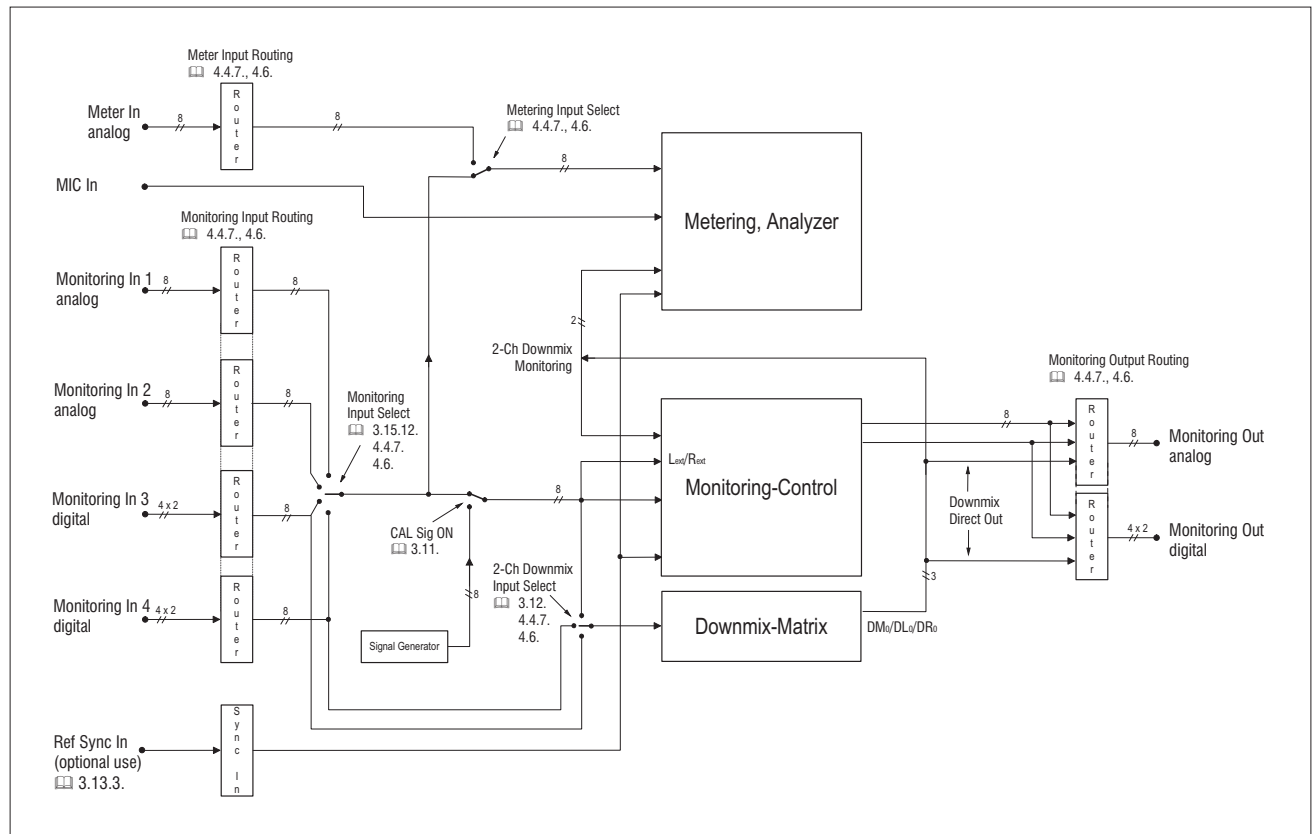 Meter Input Routing
4.4.7., 4.6.
Router
Meter In
analog
8
8
Metering Input Select
4.4.7., 4.6.
8
MIC In
Metering, Analyzer
Monitoring Input Routing
4.4.7., 4.6.
Router
Monitoring In 1
analog
8
8
2
2-Ch Downmix
Monitoring
Monitoring Output Routing
4.4.7., 4.6.
Router
Monitoring In 2
analog
8
8
Monitoring
Input Select
3.15.12.
4.4.7.
4.6.
8
Router
8
Monitoring Out
analog
Lext/Rext
Monitoring-Control
Router
Monitoring In 3
digital
4 x 2
8
8
CAL Sig ON
3.11.
Downmix
Direct Out
Router
4 x 2
Monitoring Out
digital
2-Ch Downmix
Input Select
3.12.
4.4.7.
4.6.
8
3
Router
Monitoring In 4
digital
4 x 2
8
Signal Generator
Downmix-Matrix
DM0/DL0/DR0
Sync In
Ref Sync In
(optional use)
3.13.3.